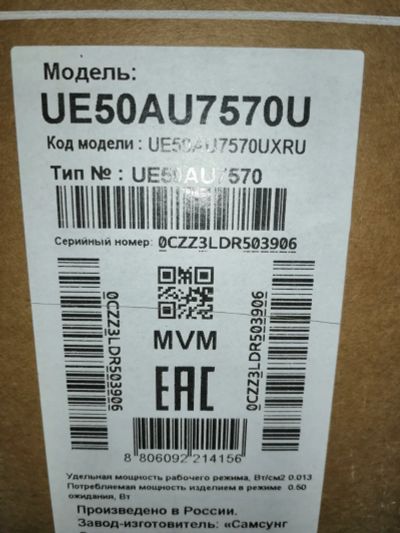 Модель:
UE50AU7570U
Код модели : UE50AU7570UXRU
Тип № : UE50AU7570
Серийный номер: 0CZZ3LDR503906
0CZZ3LDR503906
0CZZ3LDR503906
MVM
EAC
8 806092 214156
Удельная мощность рабочего режима, Вт/см2 0.013
Потребляемая мощность изделием в режиме 0.50
ожидания, Вт
Произведено в России.
Завод-изготовитель: «Самсунг